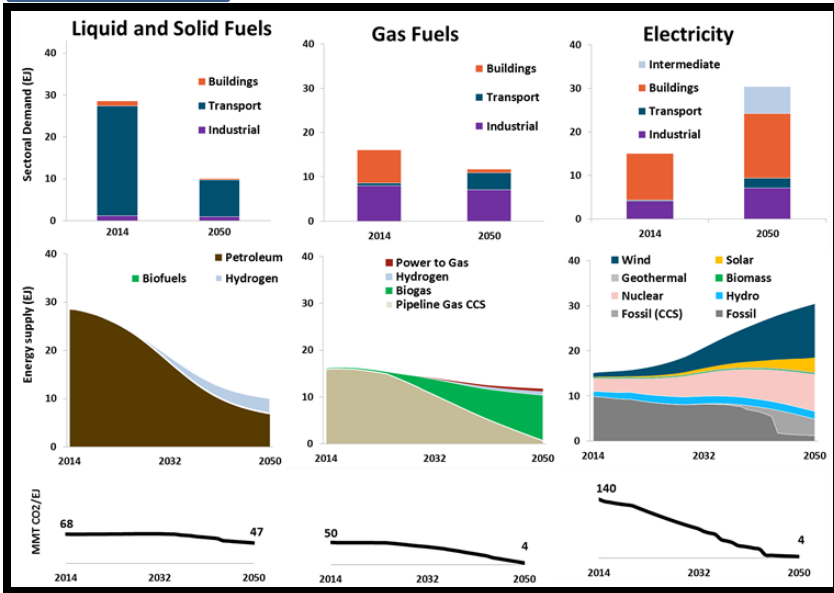 Liquid and Solid Fuels
Gas Fuels
Electricity
Sectoral Demand (EJ)
40
30
20
10
0
Buildings
Transport
Industrial
2014
2050
40
30
20
10
0
Buildings
Transport
Industrial
2014
2050
40
30
20
10
0
Intermediate
Buildings
Transport
Industrial
2014
2050
Energy supply (EJ)
40
30
20
10
0
Petroleum
Biofuels
Hydrogen
2014
2032
2050
40
30
20
10
0
Power to Gas
Hydrogen
Biogas
Pipeline Gas CCS
2014
2032
2050
40
30
20
10
0
Wind
Solar
Geothermal
Biomass
Nuclear
Hydro
Fossil (CCS)
Fossil
2014
2032
2050
MMT CO2/EJ
68
47
2014
2032
2050
50
4
2014
2032
2050
140
4
2014
2032
2050